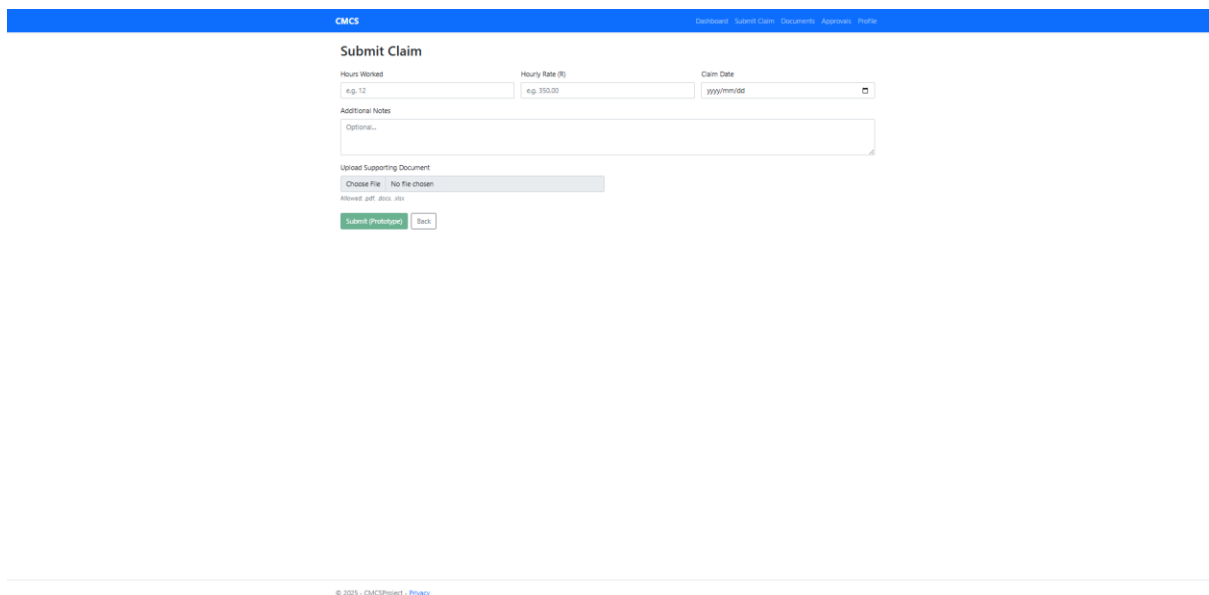 CMCS Dashboard Submit Claim Documents Approvals Profile
Submit Claim
Hours Worked Hourly Rate (R) Claim Date
e.g. 12 e.g. 350.00 yyyy/mm/dd
Additional Notes
Optional...
Upload Supporting Document
Choose File No file chosen
Allowed: .pdf, .docx, .xlsx
Submit (Prototype) Back
© 2025 - CMCSProject - Privacy